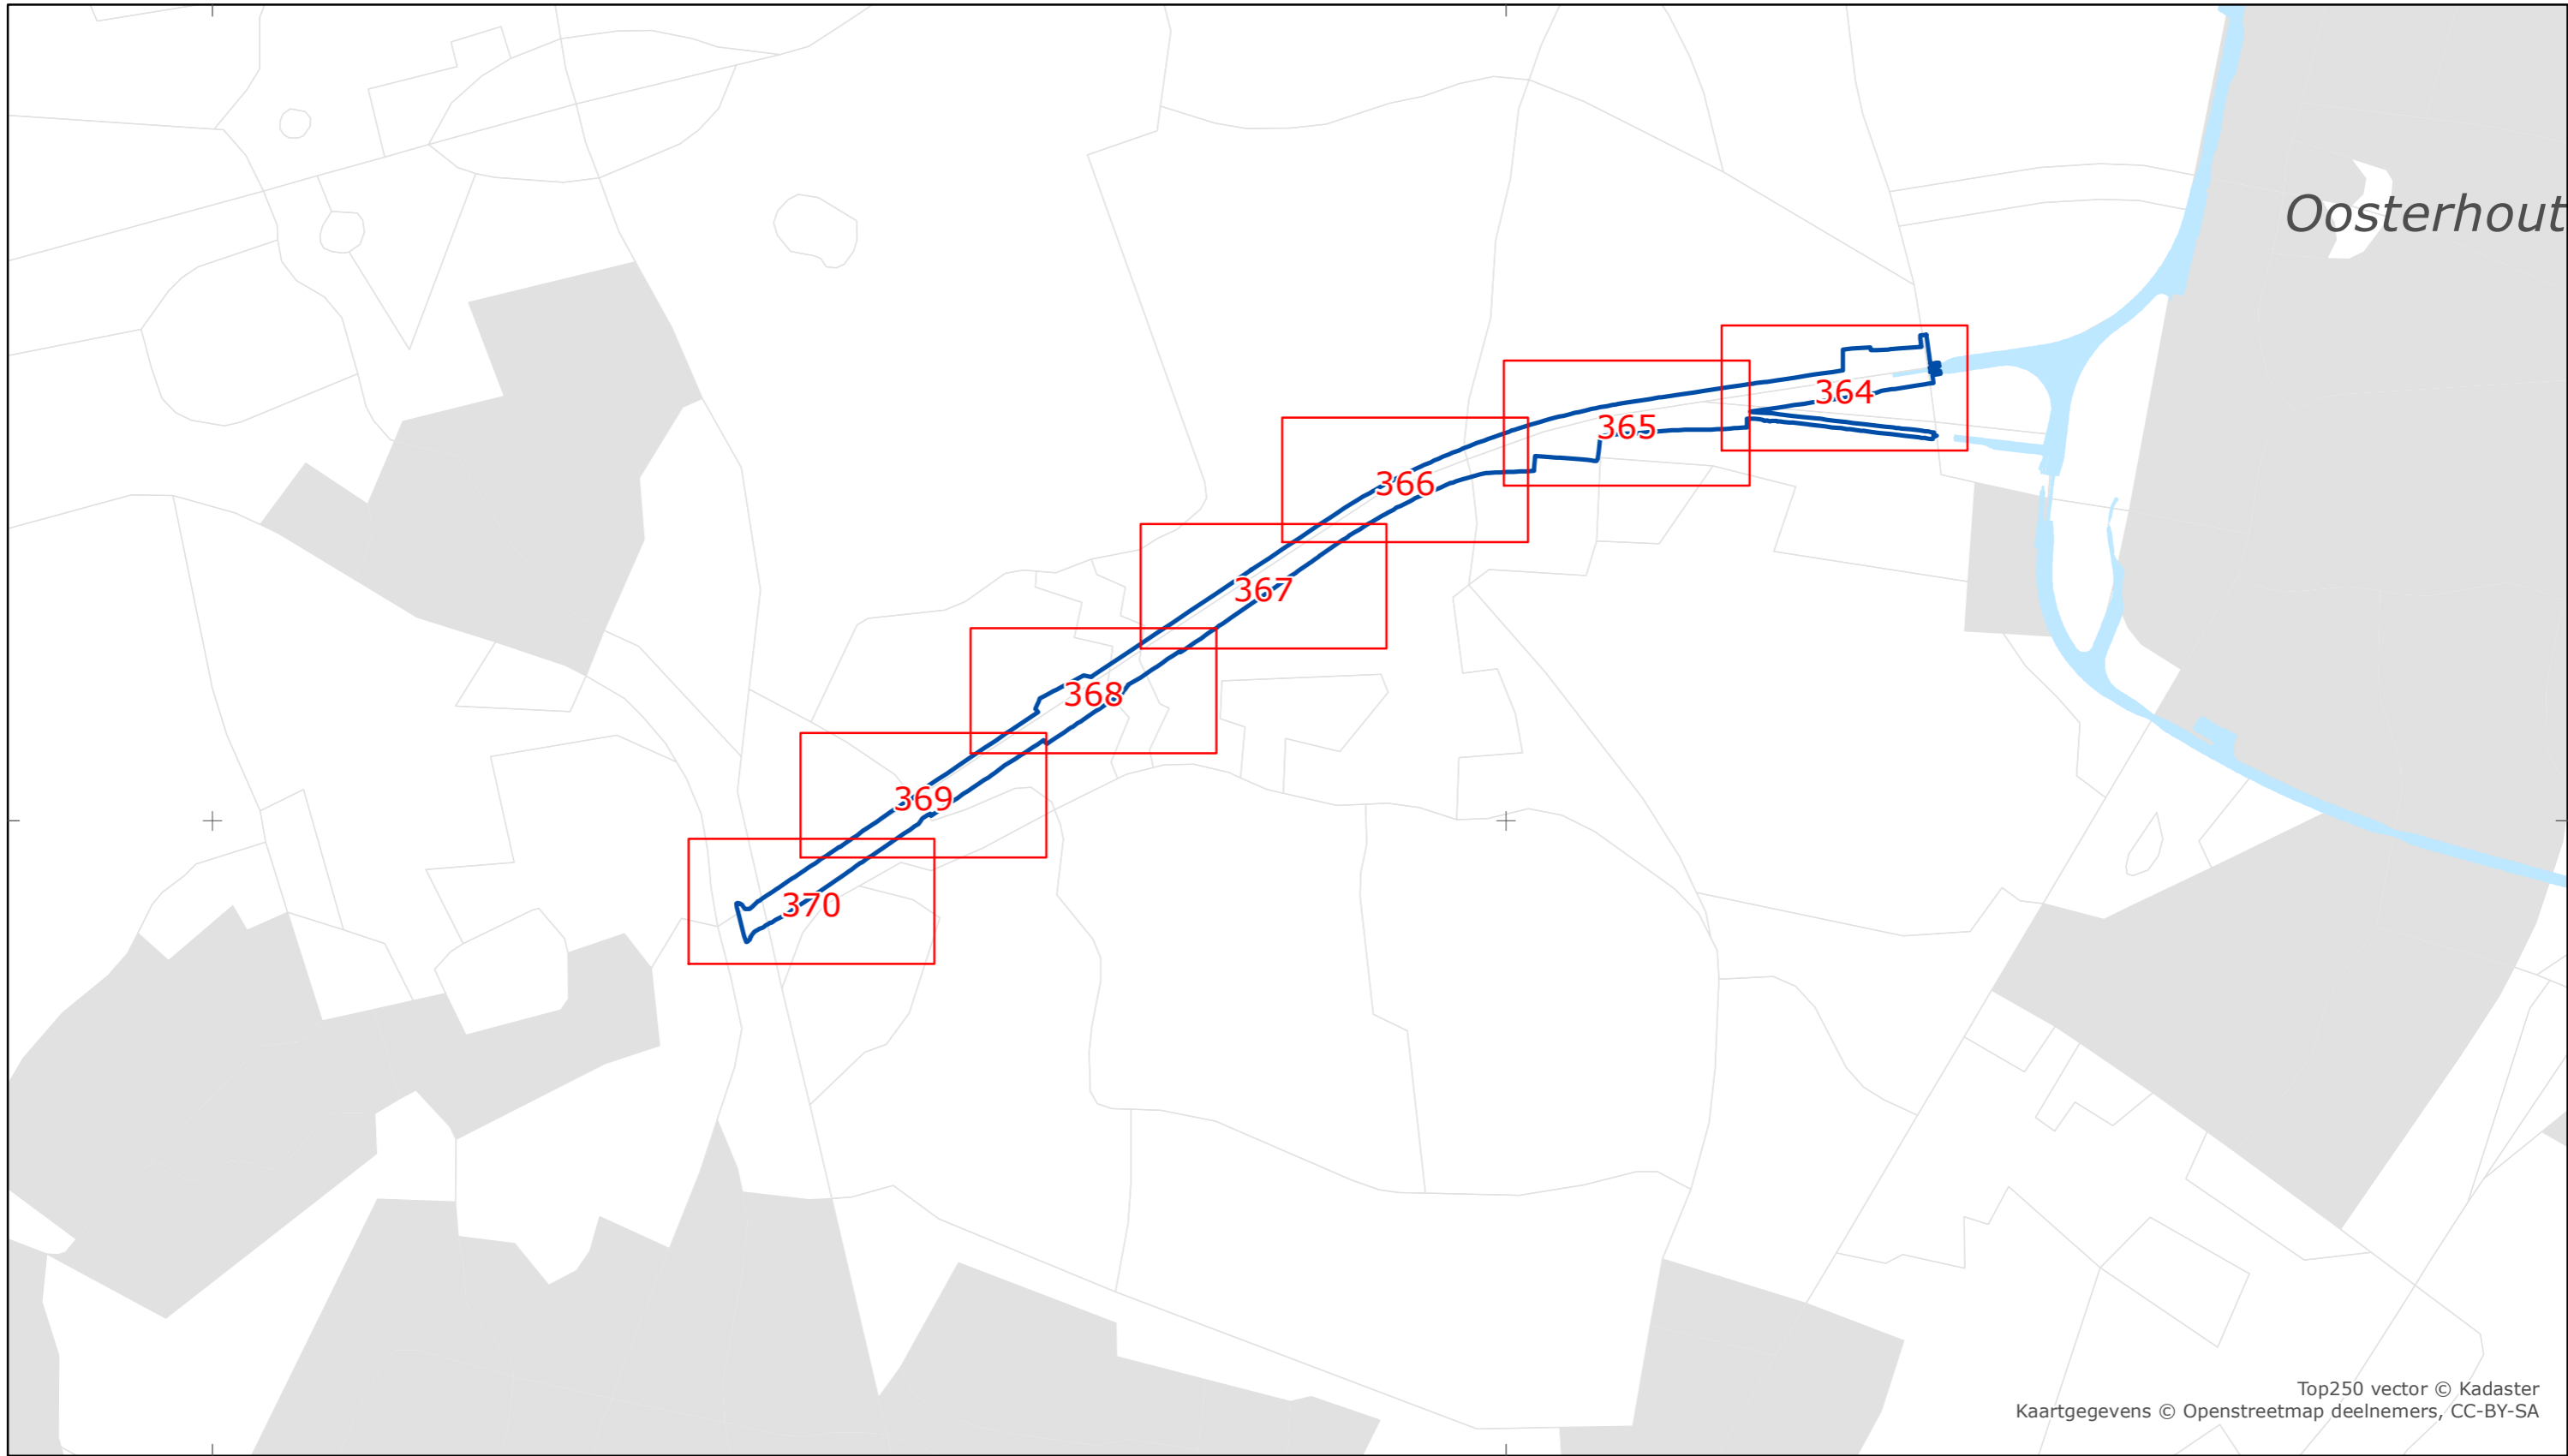 Oosterhout
364
365
366
367
368
369
370
Top250 vector © Kadaster
Kaartgegevens © Openstreetmap deelnemers, CC-BY-SA